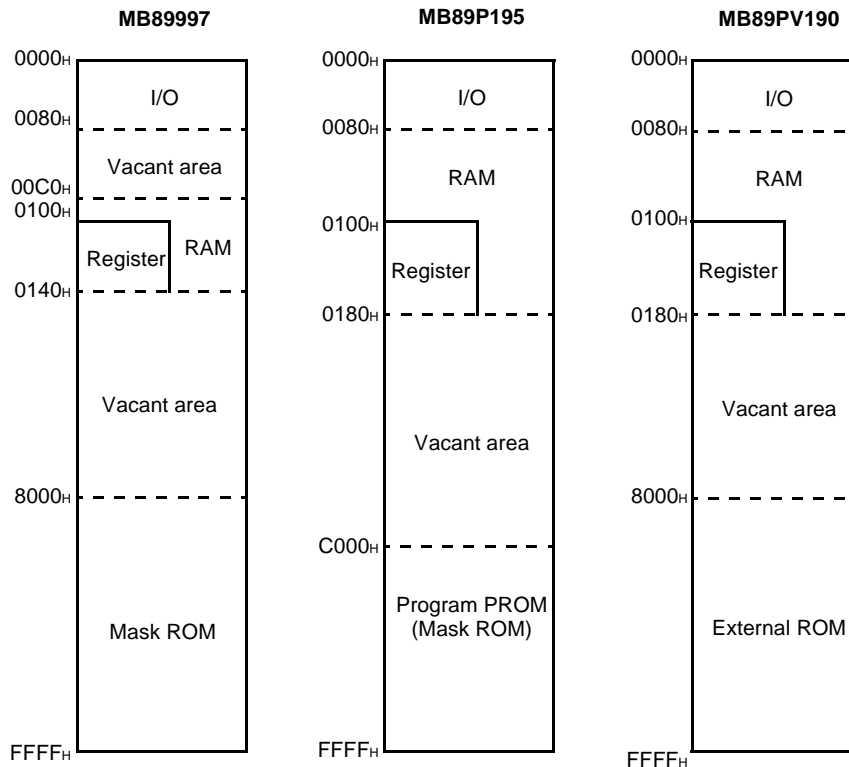 MB89997
0000H
I/O
0080H
Vacant area
00C0H
0100H
Register
RAM
0140H
Vacant area
8000H
Mask ROM
FFFFH
MB89P195
0000H
I/O
0080H
RAM
0100H
Register
0180H
Vacant area
C000H
Program PROM
(Mask ROM)
FFFFH
MB89PV190
0000H
I/O
0080H
RAM
0100H
Register
0180H
Vacant area
8000H
External ROM
FFFFH